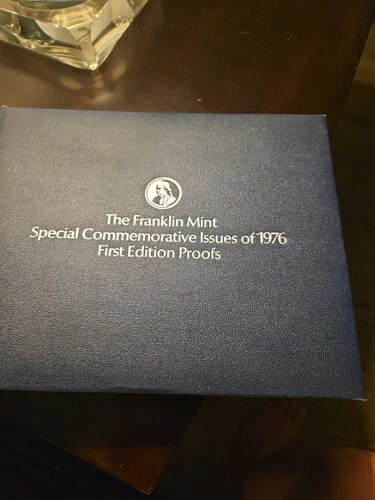 The Franklin Mint
Special Commemorative Issues of 1976
First Edition Proofs